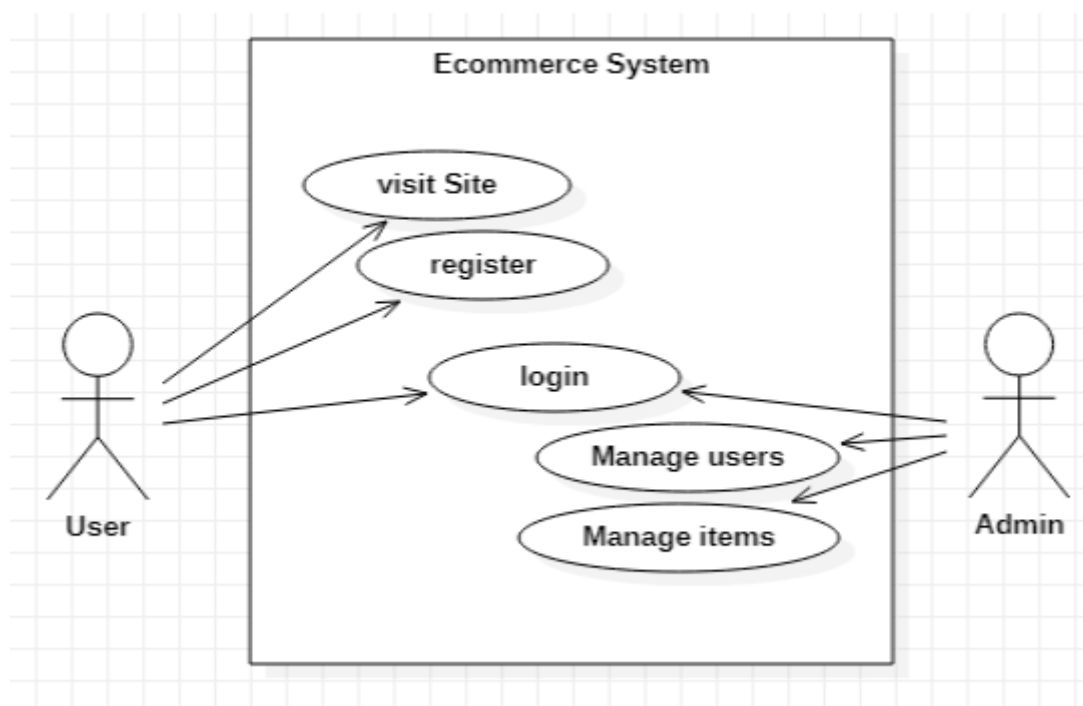 Ecommerce System
visit Site
register
login
Manage users
Manage items
User
Admin